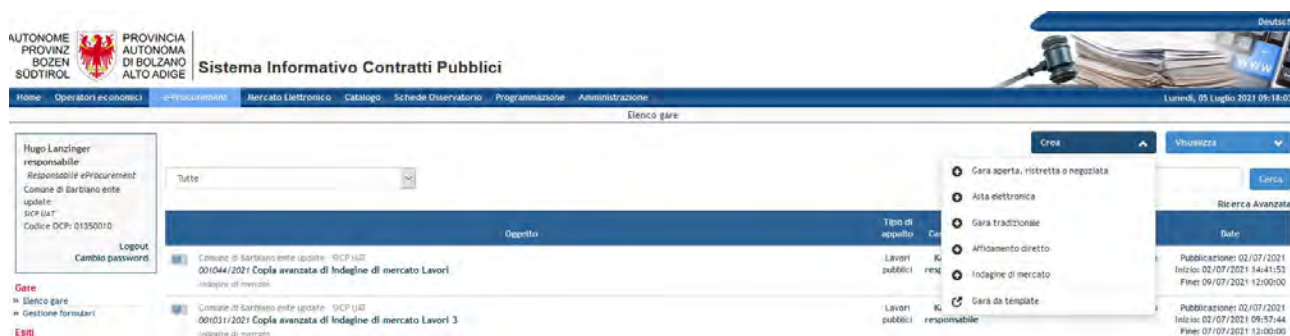 Deutsch
AUTONOME PROVINZ BOZEN SÜDTIROL
PROVINCIA AUTONOMA DI BOLZANO ALTO ADIGE
Sistema Informativo Contratti Pubblici
Home Operatori economici e-Procurement Mercato Elettronico Catalogo Schede Osservatorio Programmazione Amministrazione
Lunedì, 05 Luglio 2021 09:18:0
Elenco gare
Hugo Lanzinger
responsabile
Responsabile eProcurement
Comune di Barbiano ente
update
SICP UAT
Codice DCP: 01350010
Logout
Cambio password
Gare
» Elenco gare
» Gestione formulari
Esiti
Crea
Visualizza
Tutte
Cerca
Ricerca Avanzata
Gara aperta, ristretta o negoziata
Asta elettronica
Gara tradizionale
Affidamento diretto
Indagine di mercato
Gara da template
Oggetto
Tipo di
appalto
Date
Comune di Barbiano ente update SICP UAT
001044/2021 Copia avanzata di Indagine di mercato Lavori
Indagine di mercato
Lavori
pubblici
Pubblicazione: 02/07/2021
Inizio: 02/07/2021 14:41:53
Fine: 09/07/2021 12:00:00
Comune di Barbiano ente update SICP UAT
001031/2021 Copia avanzata di Indagine di mercato Lavori 3
Indagine di mercato
Lavori
pubblici
responsabile
Pubblicazione: 02/07/2021
Inizio: 02/07/2021 09:57:44
Fine: 07/07/2021 12:00:00